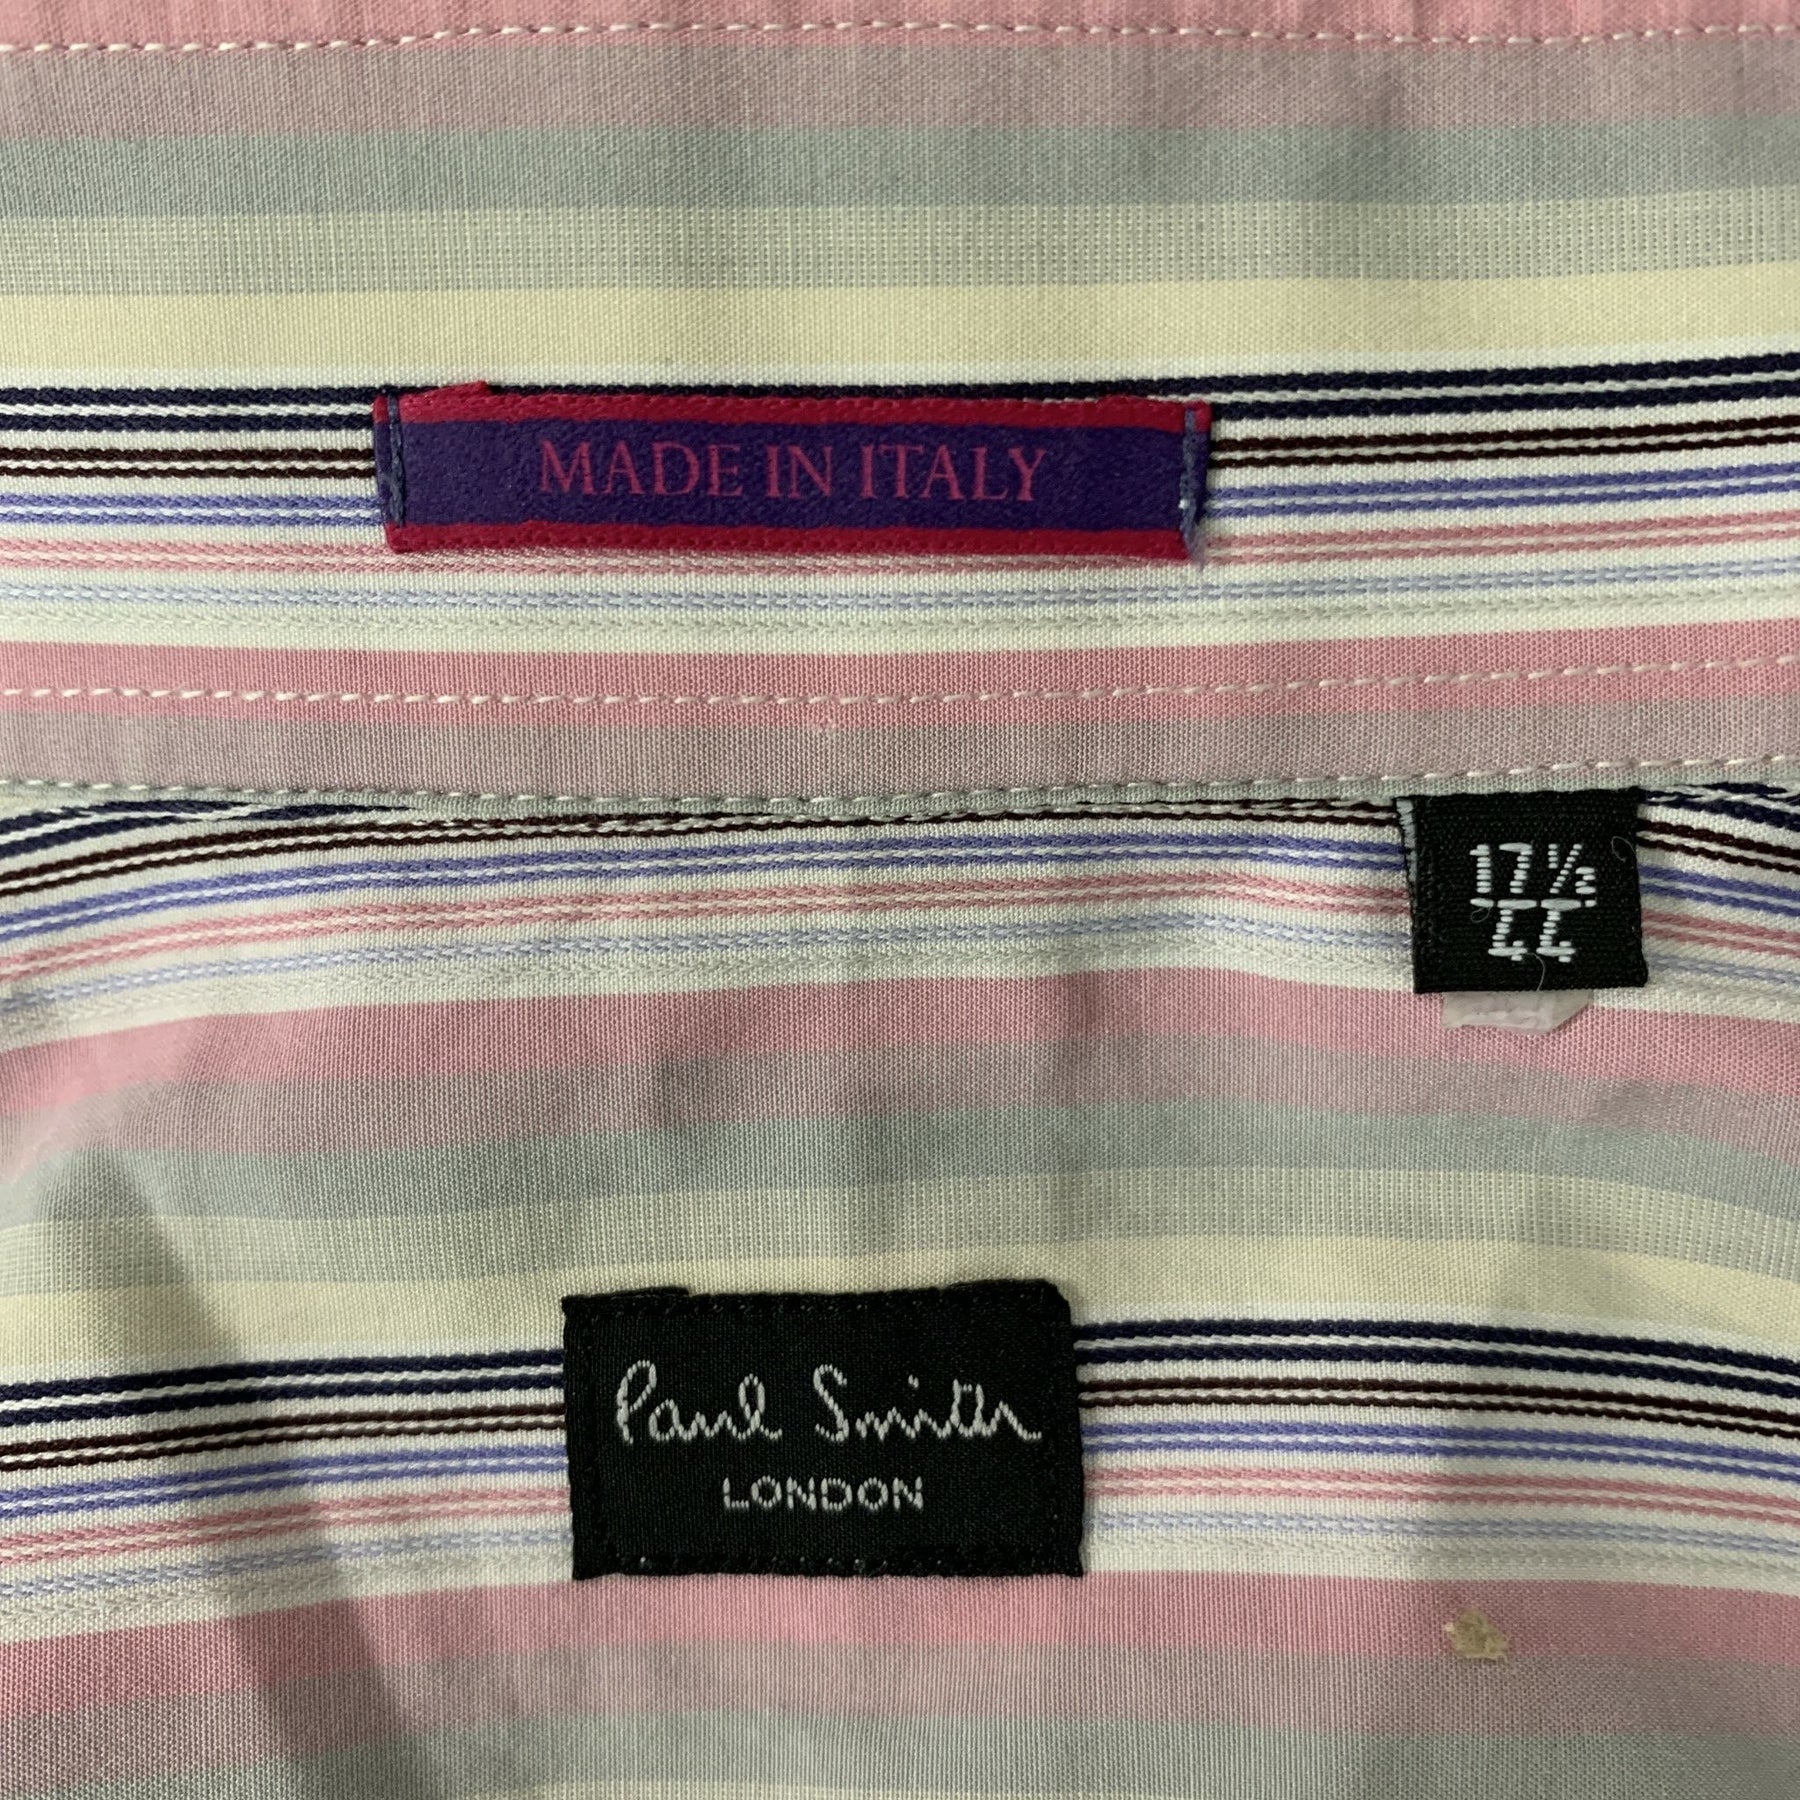 MADE IN ITALY
17½
44
Paul Smith
LONDON